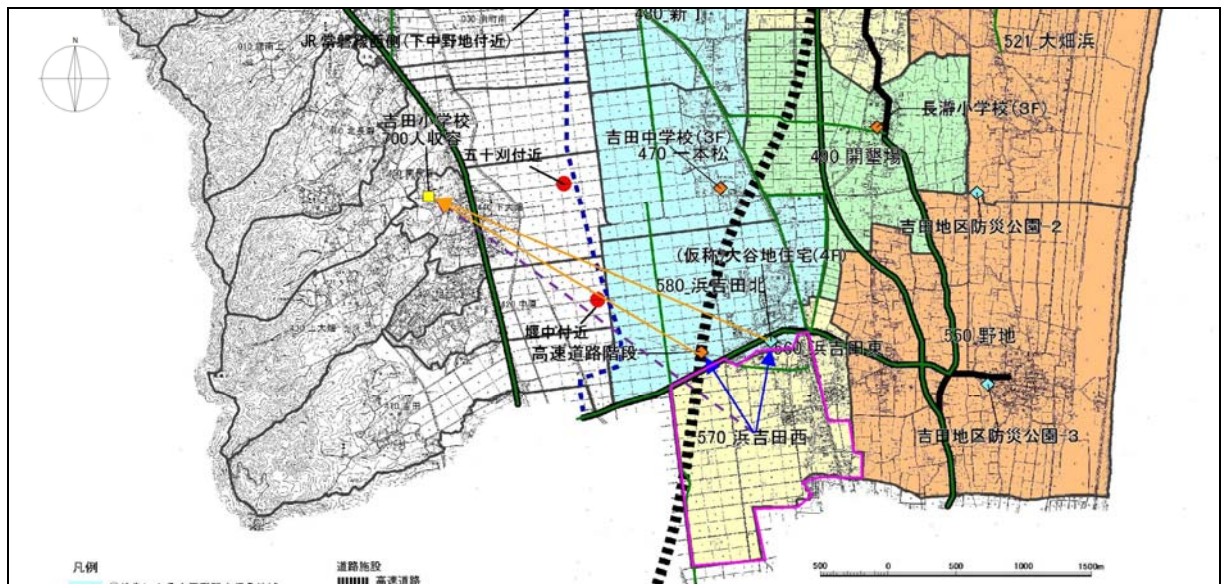 N
JR常磐線西側(下中野地付近)
521 大畑浜
吉田小学校
700人収容
五十刈付近
吉田中学校(3F)
470 一本松
長瀞小学校(3F)
490 開墾場
吉田地区防災公園-2
(仮称)大谷地住宅(4F)
580 浜吉田北
堰中付近
高速道路階段
560 浜吉田東
550 野地
570 浜吉田西
吉田地区防災公園-3
凡例
道路施設
高速道路
500 0 500 1000 1500m